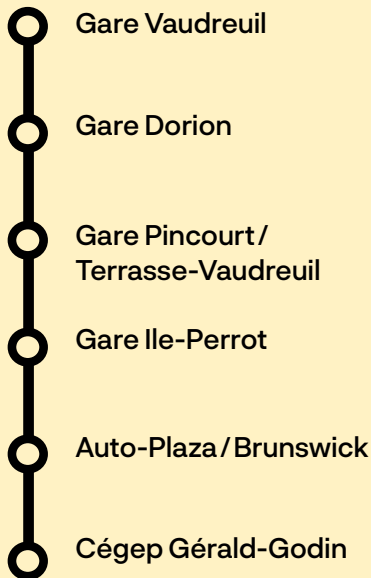 Gare Vaudreuil
Gare Dorion
Gare Pincourt/
Terrasse-Vaudreuil
Gare Ile-Perrot
Auto-Plaza/Brunswick
Cégep Gérald-Godin